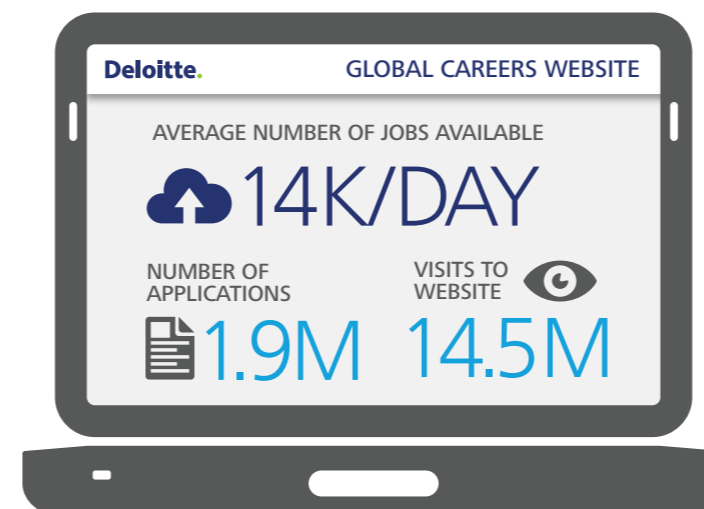 Deloitte.
GLOBAL CAREERS WEBSITE
AVERAGE NUMBER OF JOBS AVAILABLE
14K/DAY
NUMBER OF
APPLICATIONS
1.9M
VISITS TO
WEBSITE
14.5M